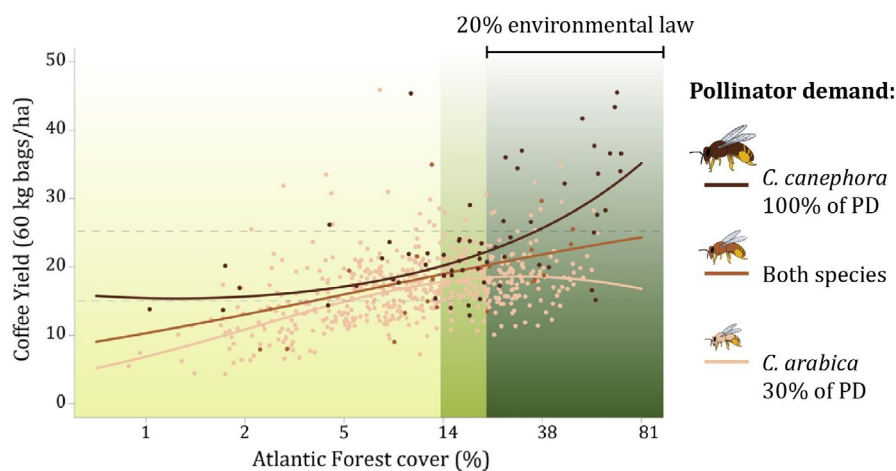 20% environmental law
50
40
30
20
10
0
Coffee Yield (60 kg bags/ha)
1
2
5
14
38
81
Atlantic Forest cover (%)
Pollinator demand:
C. canephora
100% of PD
Both species
C. arabica
30% of PD